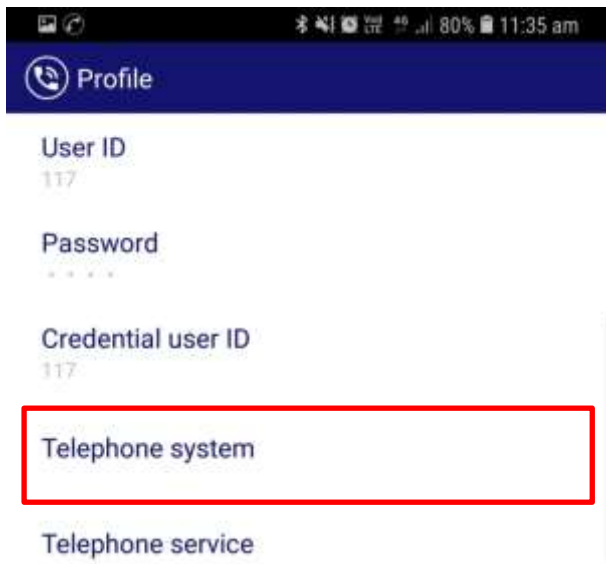 80% 11:35 am
Profile
User ID
117
Password
Credential user ID
117
Telephone system
Telephone service